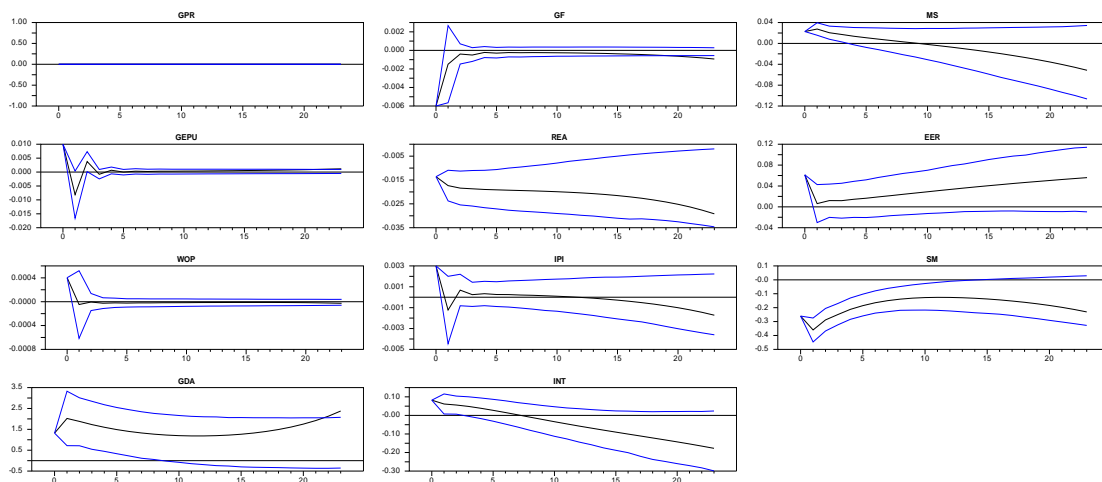 GPR
1.00
0.50
0.00
-0.50
-1.00
0 5 10 15 20
GF
0.002
0.000
-0.002
-0.004
-0.006
0 5 10 15 20
MS
0.04
0.00
-0.04
-0.08
-0.12
0 5 10 15 20
GEPU
0.010
0.005
0.000
-0.005
-0.010
-0.015
-0.020
0 5 10 15 20
REA
-0.005
-0.015
-0.025
-0.035
0 5 10 15 20
EER
0.12
0.08
0.04
0.00
-0.04
0 5 10 15 20
WOP
0.0004
-0.0000
-0.0004
-0.0008
0 5 10 15 20
IPI
0.003
0.001
-0.001
-0.003
-0.005
0 5 10 15 20
SM
0.1
-0.0
-0.1
-0.2
-0.3
-0.4
-0.5
0 5 10 15 20
GDA
3.5
2.5
1.5
0.5
-0.5
0 5 10 15 20
INT
0.10
-0.00
-0.10
-0.20
-0.30
0 5 10 15 20